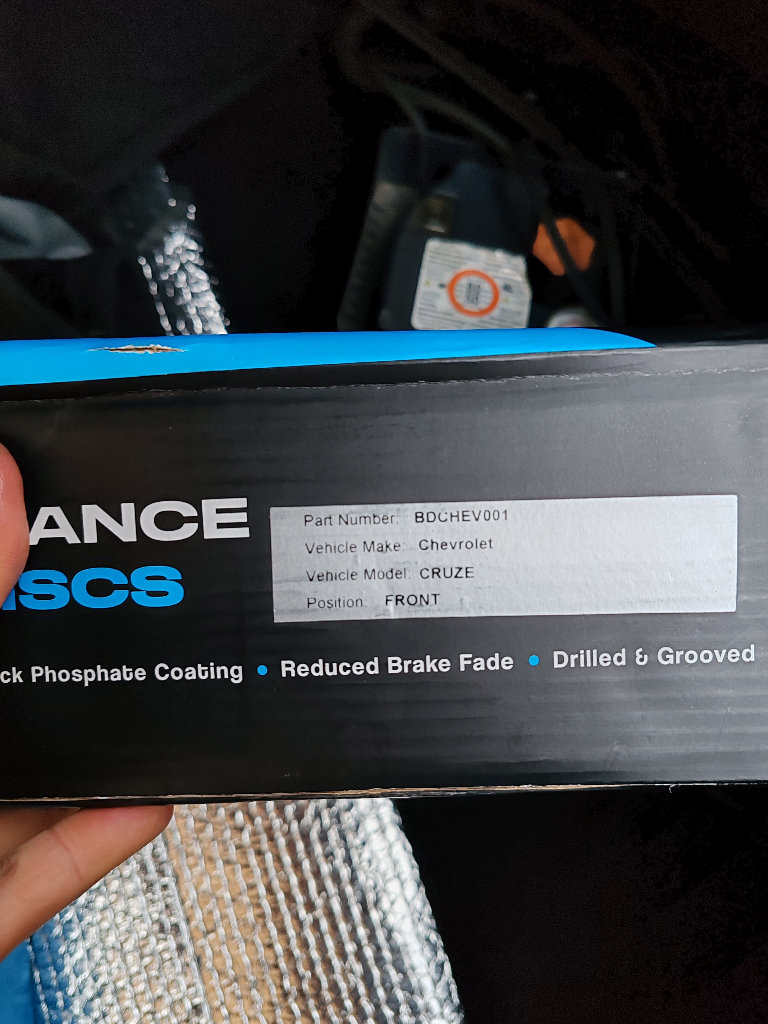 ANCE
ISCS
Part Number: BDCHEV001
Vehicle Make: Chevrolet
Vehicle Model: CRUZE
Position: FRONT
ck Phosphate Coating • Reduced Brake Fade • Drilled & Grooved